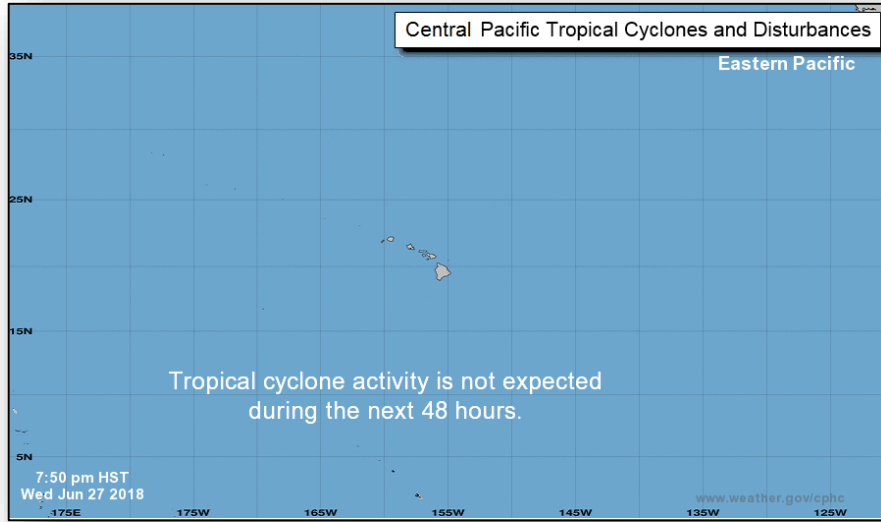 Central Pacific Tropical Cyclones and Disturbances
35N
Eastern Pacific
25N
15N
Tropical cyclone activity is not expected
during the next 48 hours.
5N
7:50 pm HST
Wed Jun 27 2018
www.weather.gov/cphc
175E
175W
165W
155W
145W
135W
125W